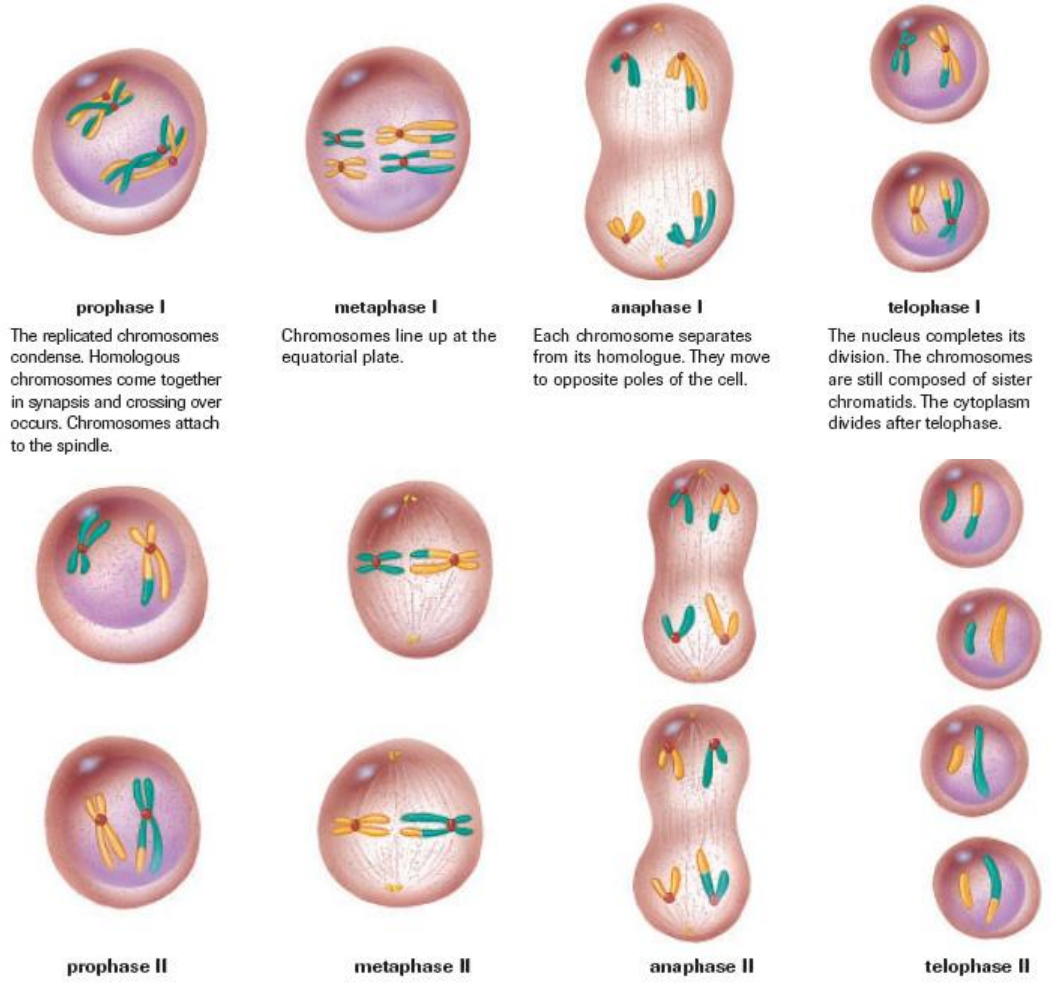 prophase I
The replicated chromosomes
condense. Homologous
chromosomes come together
in synapsis and crossing over
occurs. Chromosomes attach
to the spindle.
metaphase I
Chromosomes line up at the
equatorial plate.
anaphase I
Each chromosome separates
from its homologue. They move
to opposite poles of the cell.
telophase I
The nucleus completes its
division. The chromosomes
are still composed of sister
chromatids. The cytoplasm
divides after telophase.
prophase II
metaphase II
anaphase II
telophase II